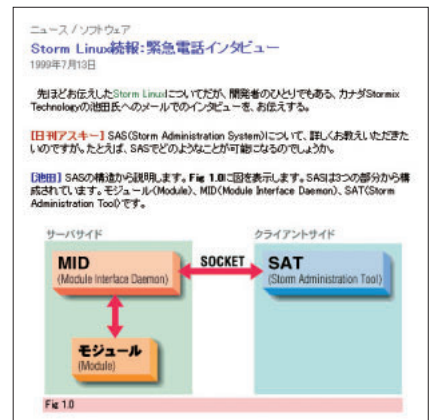 ニュース / ソフトウェア
Storm Linux続報:緊急電話インタビュー
1999年7月13日
先ほどお伝えしたStorm Linuxについてだが、開発者のひとりでもある、カナダStormix
Technologyの池田氏へのメールでのインタビューを、お伝えする。
[日刊アスキー] SAS(Storm Administration System)について、詳しくお教えいただきた
いのですが。たとえば、SASでどのようなことが可能になるのでしょうか。
[池田] SASの構造から説明します。Fig 1.0に図を表示します。SASは3つの部分から構
成されています。モジュール(Module)、MID(Module Interface Daemon)、SAT(Storm
Administration Tool)です。
サーバサイド
クライアントサイド
MID
(Module Interface Daemon)
SOCKET
SAT
(Storm Administration Tool)
モジュール
(Module)
Fig 1.0